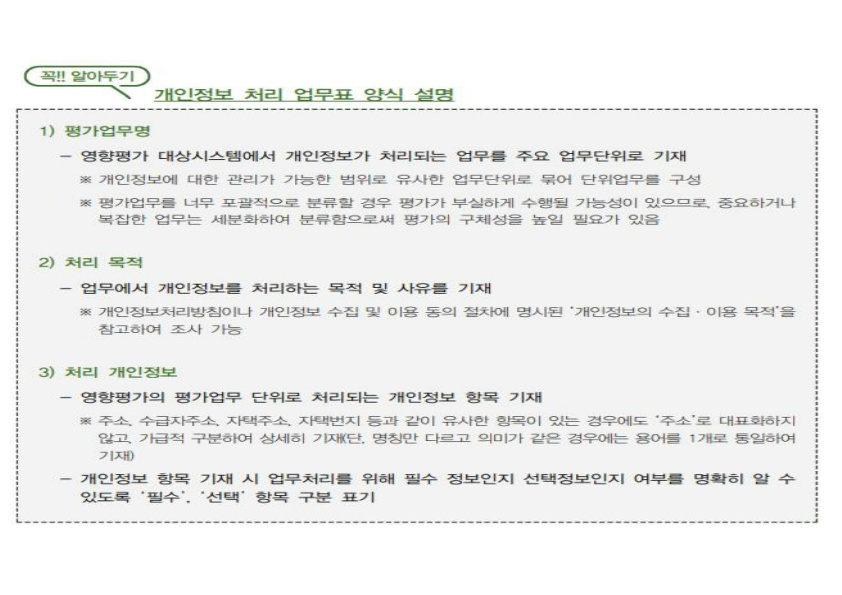 꼭!! 알아두기
개인정보 처리 업무표 양식 설명
1) 평가업무명
– 영향평가 대상시스템에서 개인정보가 처리되는 업무를 주요 업무단위로 기재
※ 개인정보에 대한 관리가 가능한 범위로 유사한 업무단위로 묶어 단위업무를 구성
※ 평가업무를 너무 포괄적으로 분류할 경우 평가가 부실하게 수행될 가능성이 있으므로, 중요하거나
복잡한 업무는 세분화하여 분류함으로써 평가의 구체성을 높일 필요가 있음
2) 처리 목적
– 업무에서 개인정보를 처리하는 목적 및 사유를 기재
※ 개인정보처리방침이나 개인정보 수집 및 이용 동의 절차에 명시된 '개인정보의 수집 · 이용 목적'을
참고하여 조사 가능
3) 처리 개인정보
– 영향평가의 평가업무 단위로 처리되는 개인정보 항목 기재
※ 주소, 수급자주소, 자택주소, 자택번지 등과 같이 유사한 항목이 있는 경우에도 '주소'로 대표화하지
않고, 가급적 구분하여 상세히 기재(단, 명칭만 다르고 의미가 같은 경우에는 용어를 1개로 통일하여
기재)
– 개인정보 항목 기재 시 업무처리를 위해 필수 정보인지 선택정보인지 여부를 명확히 알 수
있도록 '필수', '선택' 항목 구분 표기